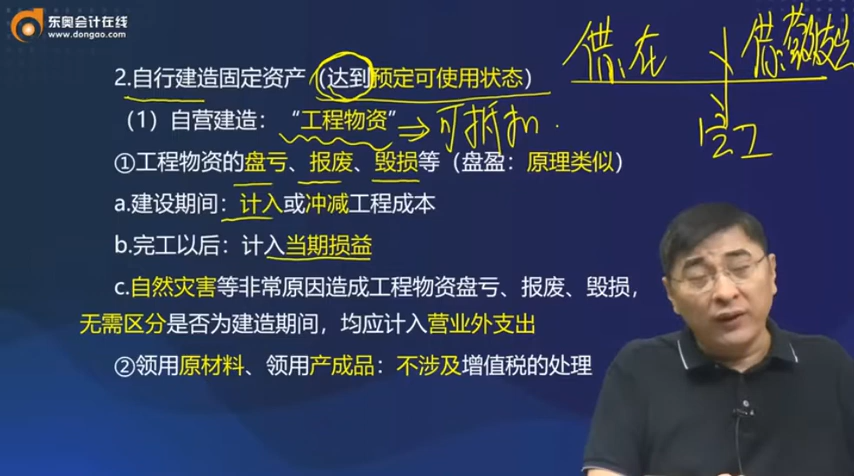 东奥会计在线
www.dongao.com
2.自行建造固定资产（达到预定可使用状态）
（1）自营建造：“工程物资” 可抵扣
①工程物资的盘亏、报废、毁损等（盘盈：原理类似）
a.建设期间：计入或冲减工程成本
b.完工以后：计入当期损益
c.自然灾害等非常原因造成工程物资盘亏、报废、毁损，
无需区分是否为建造期间，均应计入营业外支出
②领用原材料、领用产成品：不涉及增值税的处理
借：在
借：营
完工